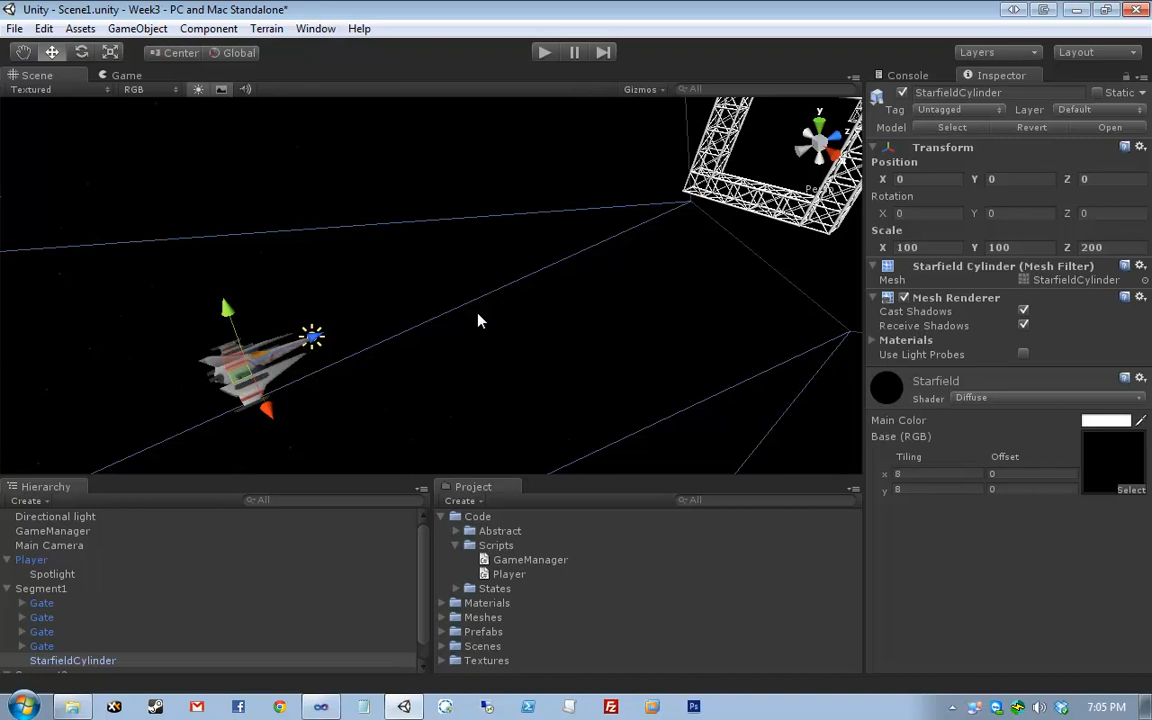 Unity - Scene1.unity - Week3 - PC and Mac Standalone*
File Edit Assets GameObject Component Terrain Window Help
Center Global Layers Layout
Scene Game Console Inspector
Textured RGB Gizmos All
StarfieldCylinder Static
Tag Untagged Layer Default
Model Select Revert Open
Transform
Position
X 0 Y 0 Z 0
Rotation
X 0 Y 0 Z 0
Scale
X 100 Y 100 Z 200
Starfield Cylinder (Mesh Filter)
Mesh StarfieldCylinder
Mesh Renderer
Cast Shadows
Receive Shadows
Materials
Use Light Probes
Starfield
Shader Diffuse
Main Color
Base (RGB)
Tiling Offset
x 8 0
y 8 0
Select
y
z
Hierarchy
Create All
Directional light
GameManager
Main Camera
Player
Spotlight
Segment1
Gate
Gate
Gate
Gate
StarfieldCylinder
Project
Create All
Code
Abstract
Scripts
GameManager
Player
States
Materials
Meshes
Prefabs
Scenes
Textures
7:05 PM